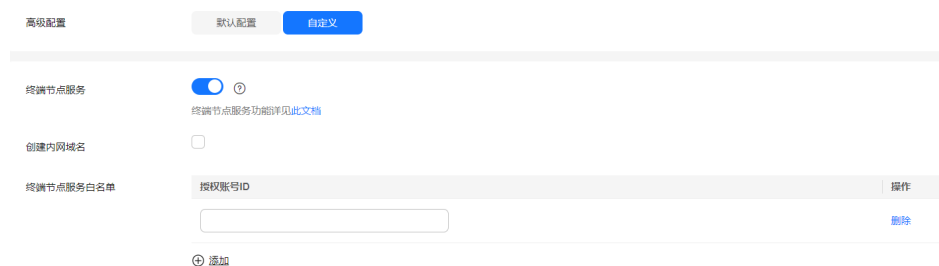 高级配置 默认配置 自定义
终端节点服务
终端节点服务功能详见此文档
创建内网域名
终端节点服务白名单 授权账号ID 操作
删除
添加